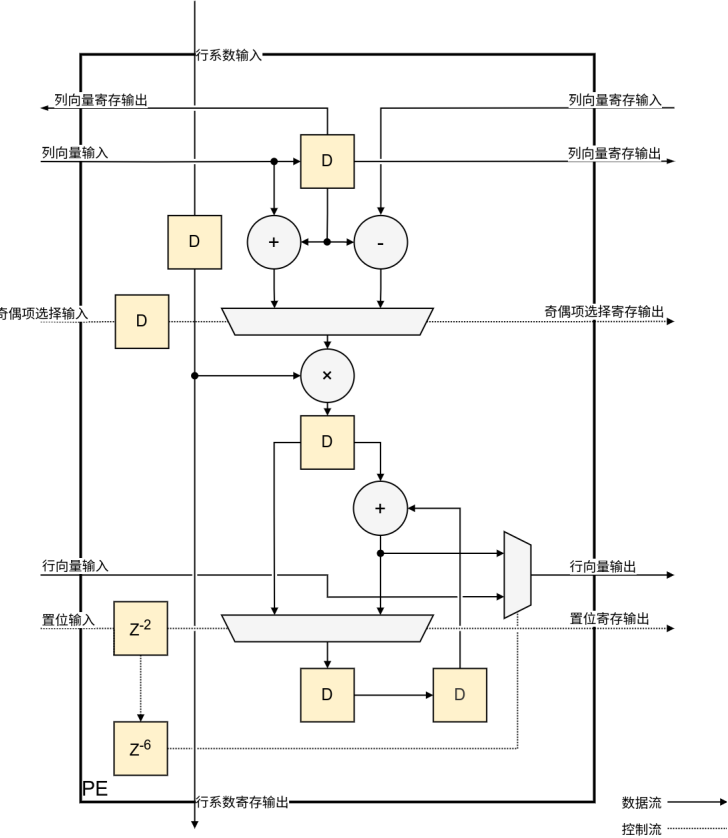 行系数输入
列向量寄存输出
列向量寄存输入
列向量输入
D
列向量寄存输出
D
+
-
奇偶项选择输入
D
奇偶项选择寄存输出
×
D
+
行向量输入
行向量输出
置位输入
Z-2
置位寄存输出
D
D
Z-6
PE
行系数寄存输出
数据流
控制流